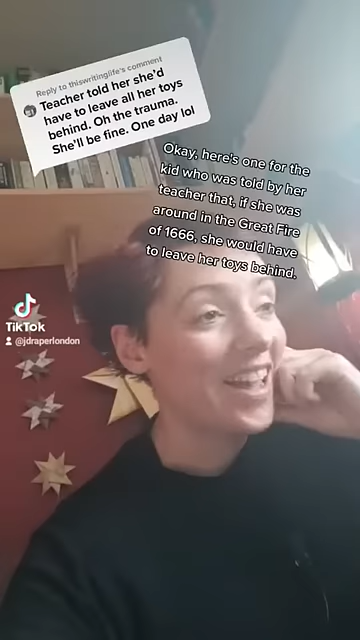 Reply to thiswritinglife's comment
Teacher told her she'd
have to leave all her toys
behind. Oh the trauma.
She'll be fine. One day lol
Okay, here's one for the
kid who was told by her
teacher that, if she was
around in the Great Fire
of 1666, she would have
to leave her toys behind.
TikTok
@jdraperlondon